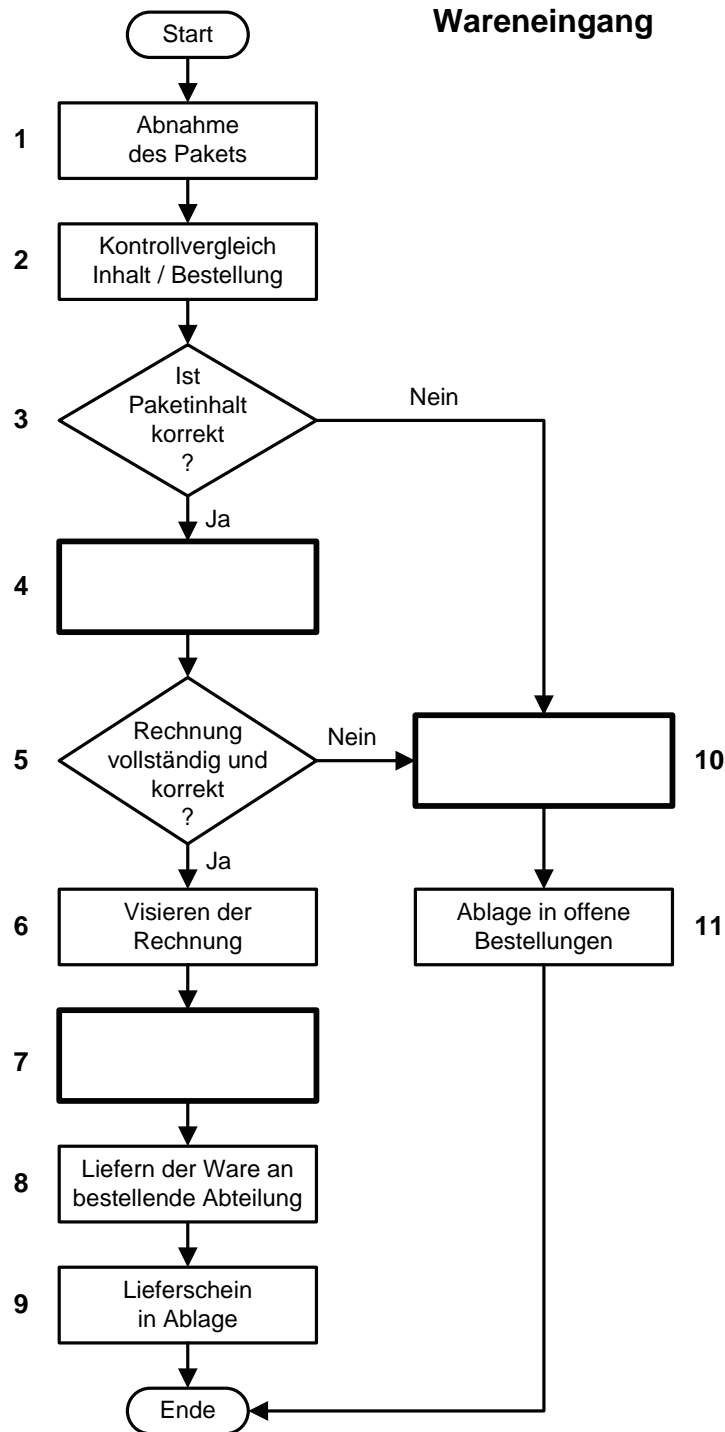 Wareneingang
Start
1
Abnahme
des Pakets
2
Kontrollvergleich
Inhalt / Bestellung
3
Ist
Paketinhalt
korrekt
?
Nein
Ja
4
5
Rechnung
vollständig und
korrekt
?
Nein
10
Ja
6
Visieren der
Rechnung
Ablage in offene
Bestellungen
11
7
8
Liefern der Ware an
bestellende Abteilung
9
Lieferschein
in Ablage
Ende